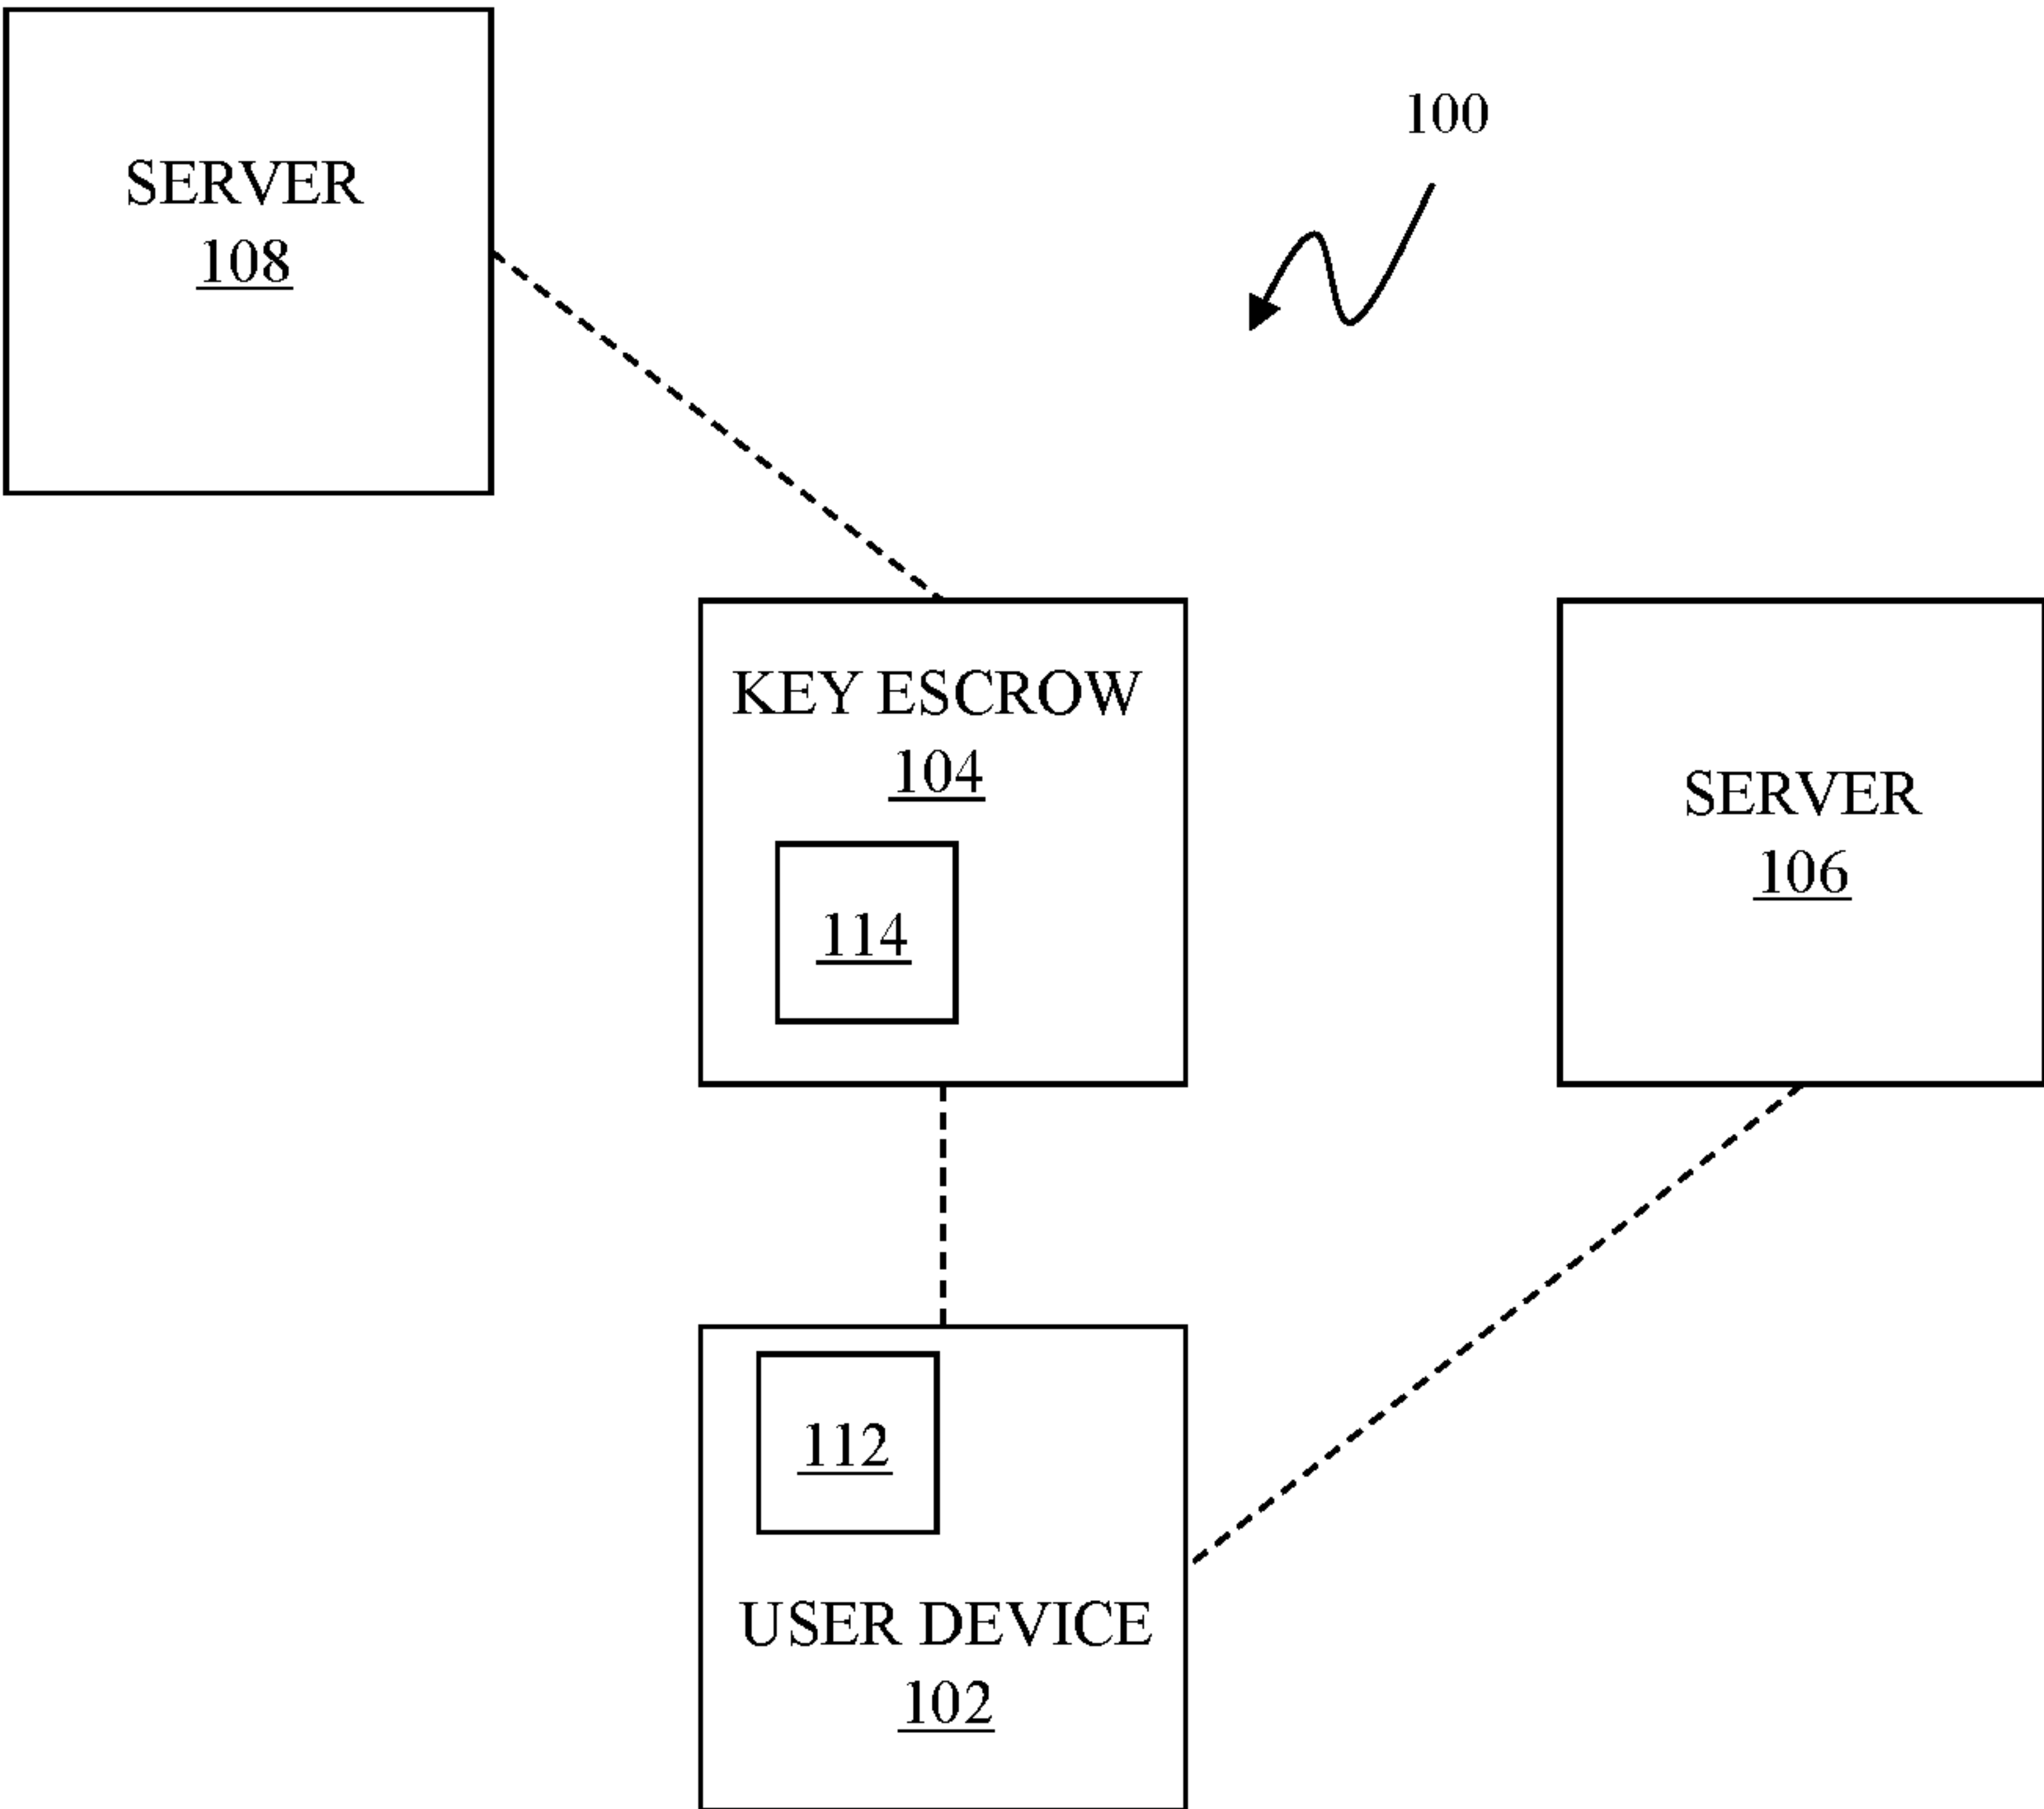 100
SERVER
108
KEY ESCROW
104
114
SERVER
106
112
USER DEVICE
102